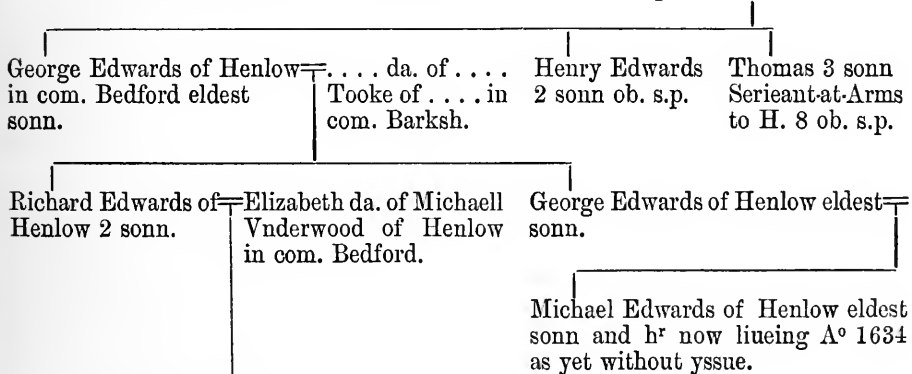 George Edwards of Henlow
in com. Bedford eldest
sonn.
. . . . da. of . . . .
Tooke of . . . . in
com. Barksh.
Henry Edwards
2 sonn ob. s.p.
Thomas 3 sonn
Serieant-at-Arms
to H. 8 ob. s.p.
Richard Edwards of
Henlow 2 sonn.
Elizabeth da. of Michaell
Vnderwood of Henlow
in com. Bedford.
George Edwards of Henlow eldest
sonn.
Michael Edwards of Henlow eldest
sonn and hʳ now liueing Aº 1634
as yet without yssue.